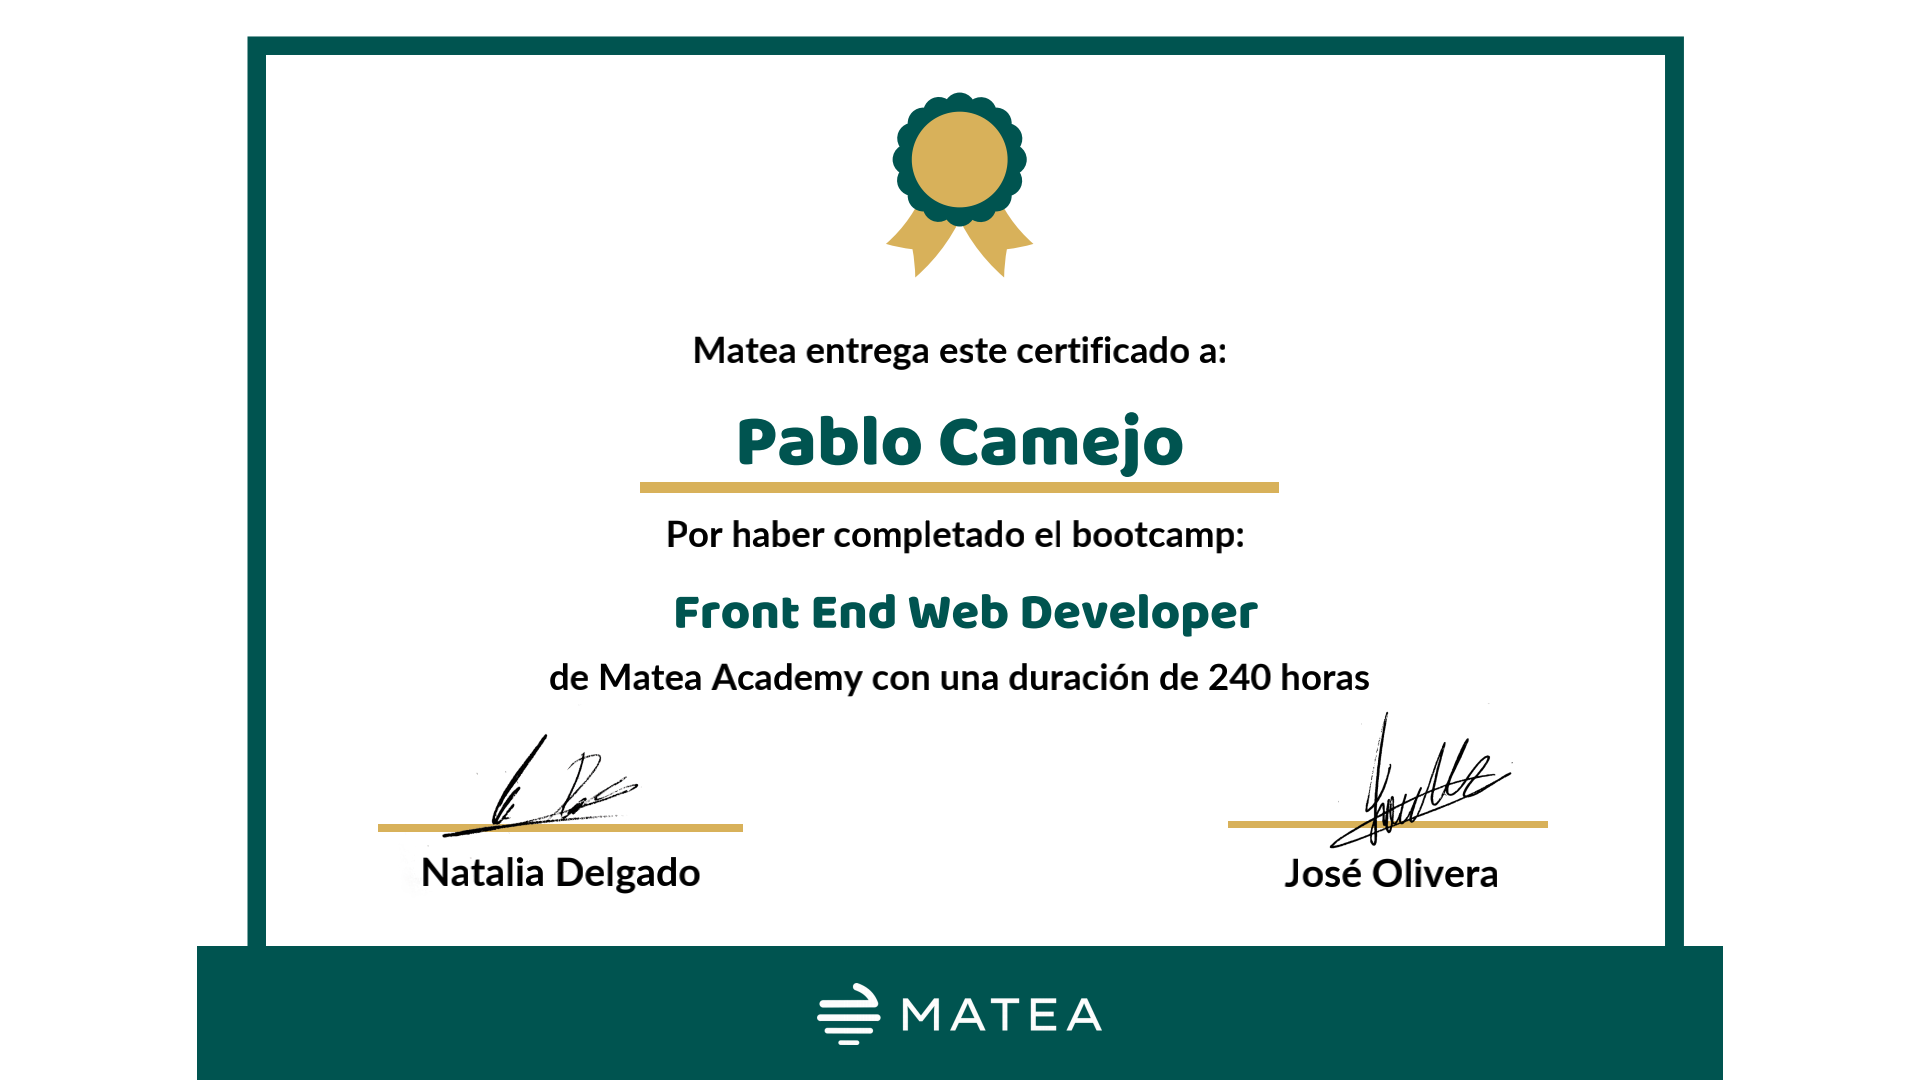 Matea entrega este certificado a:
Pablo Camejo
Por haber completado el bootcamp:
Front End Web Developer
de Matea Academy con una duración de 240 horas
Natalia Delgado
José Olivera
MATEA